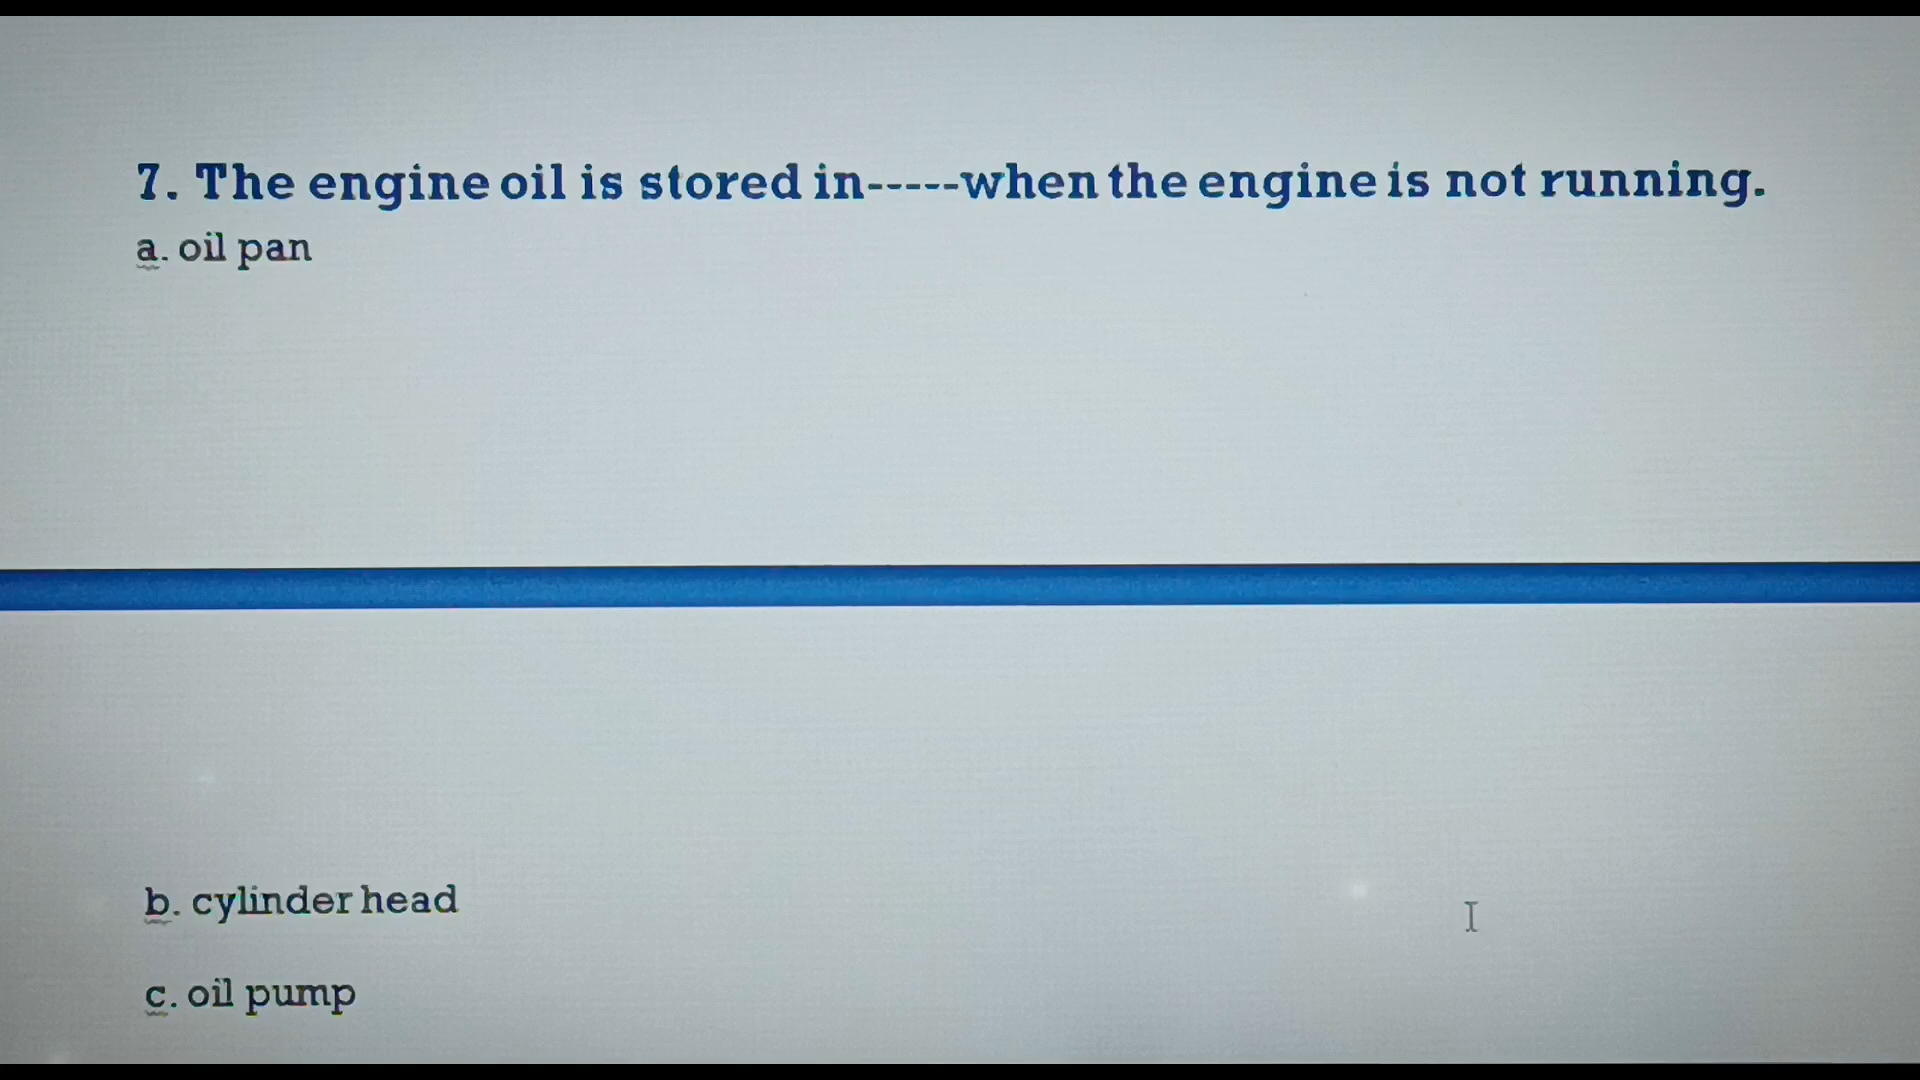 7. The engine oil is stored in-----when the engine is not running.
a. oil pan
b. cylinder head
c. oil pump